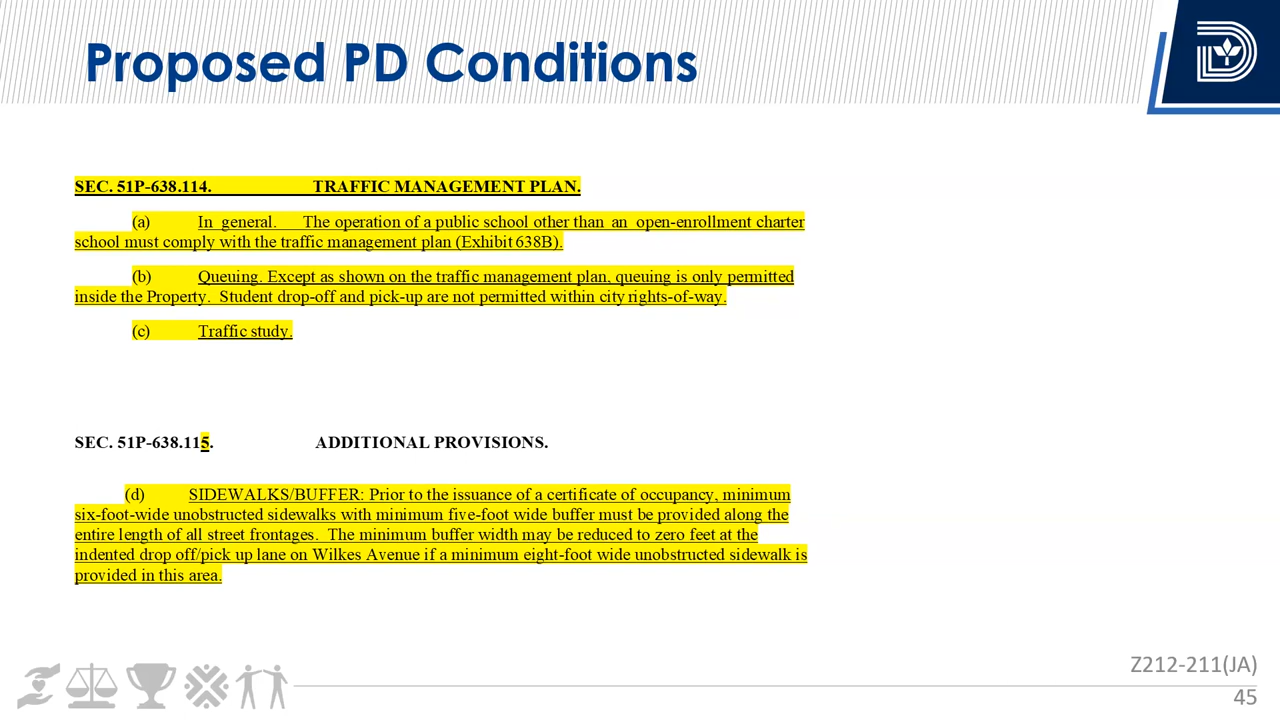 Proposed PD Conditions
SEC. 51P-638.114. TRAFFIC MANAGEMENT PLAN.
(a) In general. The operation of a public school other than an open-enrollment charter
school must comply with the traffic management plan (Exhibit 638B).
(b) Queuing. Except as shown on the traffic management plan, queuing is only permitted
inside the Property. Student drop-off and pick-up are not permitted within city rights-of-way.
(c) Traffic study.
SEC. 51P-638.115. ADDITIONAL PROVISIONS.
(d) SIDEWALKS/BUFFER: Prior to the issuance of a certificate of occupancy, minimum
six-foot-wide unobstructed sidewalks with minimum five-foot wide buffer must be provided along the
entire length of all street frontages. The minimum buffer width may be reduced to zero feet at the
indented drop off/pick up lane on Wilkes Avenue if a minimum eight-foot wide unobstructed sidewalk is
provided in this area.
Z212-211(JA)
45